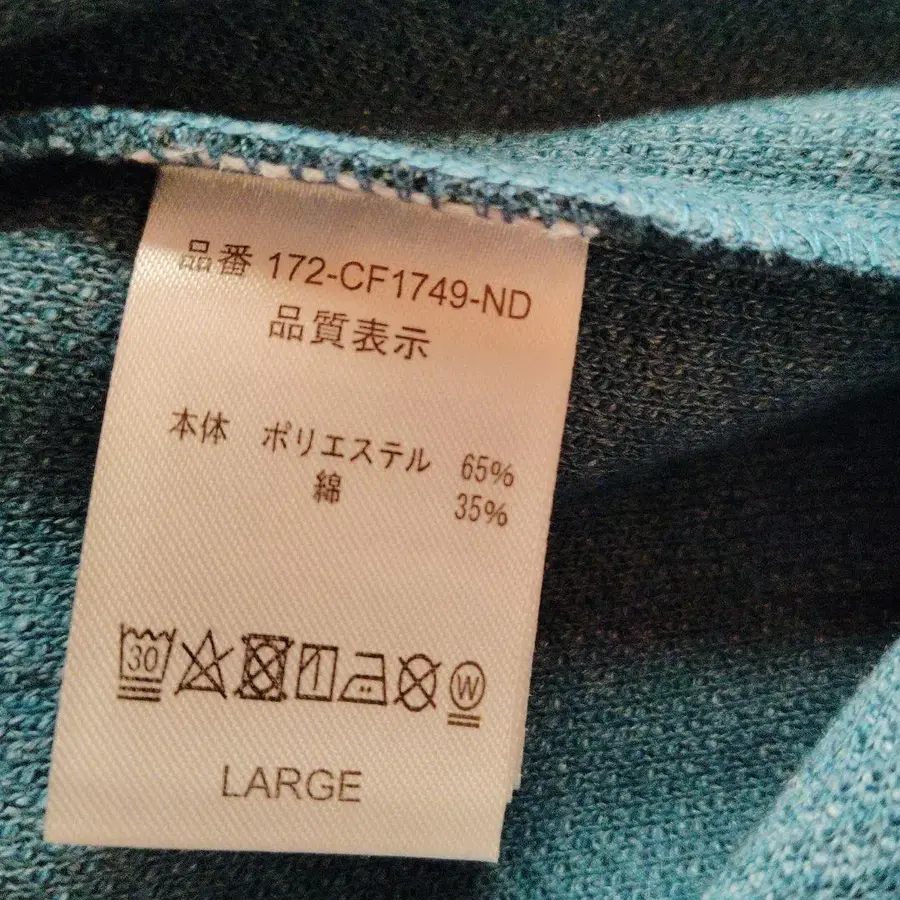 品番 172-CF1749-ND
品質表示
本体 ポリエステル 65%
綿 35%
30 W
LARGE